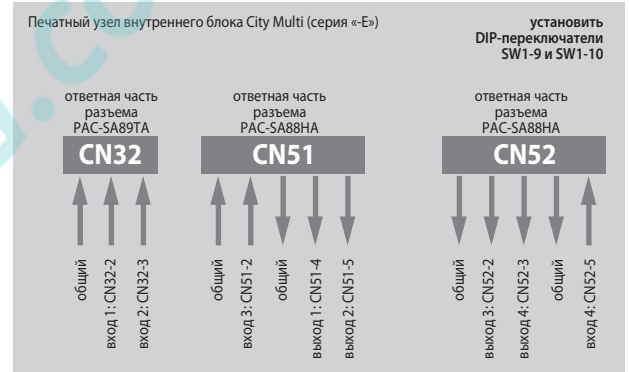 Печатный узел внутреннего блока City Multi (серия «-E»)
установить
DIP-переключатели
SW1-9 и SW1-10
ответная часть
разъема
PAC-SA89TA
CN32
общий
вход 1: CN32-2
вход 2: CN32-3
ответная часть
разъема
PAC-SA88HA
CN51
общий
вход 3: CN51-2
общий
выход 1: CN51-4
выход 2: CN51-5
ответная часть
разъема
PAC-SA88HA
CN52
общий
выход 3: CN52-2
выход 4: CN52-3
общий
вход 4: CN52-5